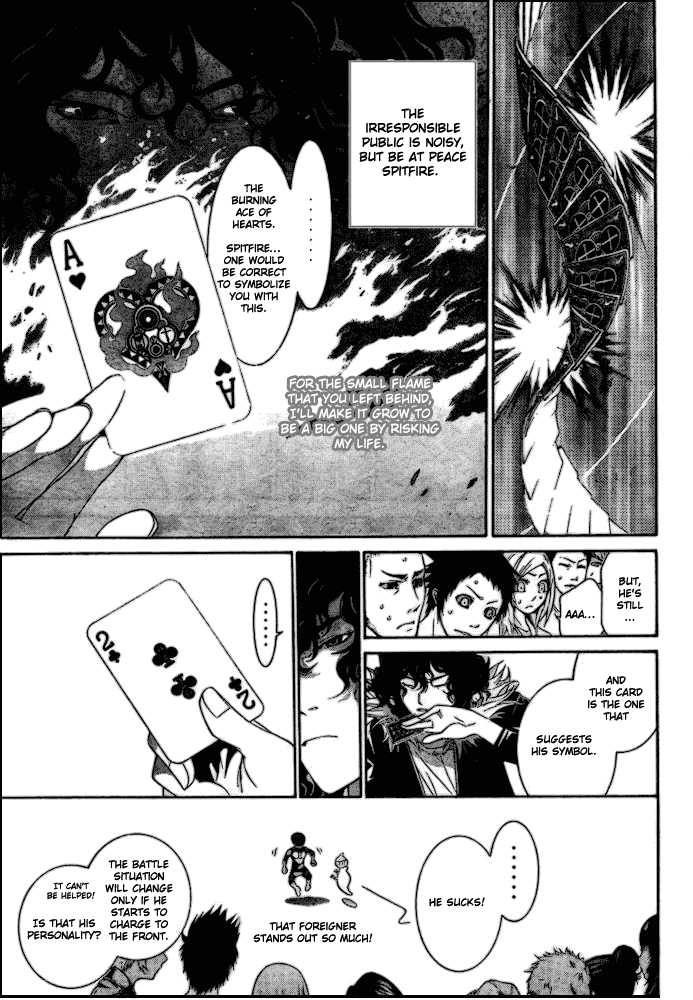 THE
IRRESPONSIBLE
PUBLIC IS NOISY,
BUT BE AT PEACE
SPITFIRE.
. . . . . . . .
THE
BURNING
ACE OF
HEARTS.
SPITFIRE...
ONE WOULD
BE CORRECT
TO SYMBOLIZE
YOU WITH
THIS.
A
A
FOR THE SMALL FLAME
THAT YOU LEFT BEHIND,
I'LL MAKE IT GROW TO
BE A BIG ONE BY RISKING
MY LIFE.
BUT,
HE'S
STILL
...
AAA...
AND
THIS CARD
IS THE ONE
THAT
SUGGESTS
HIS SYMBOL.
......
2
2
......
HE SUCKS!
THAT FOREIGNER
STANDS OUT SO MUCH!
THE BATTLE
SITUATION
WILL CHANGE
ONLY IF HE
STARTS TO
CHARGE TO
THE FRONT.
IT CAN'T
BE HELPED!
IS THAT HIS
PERSONALITY?